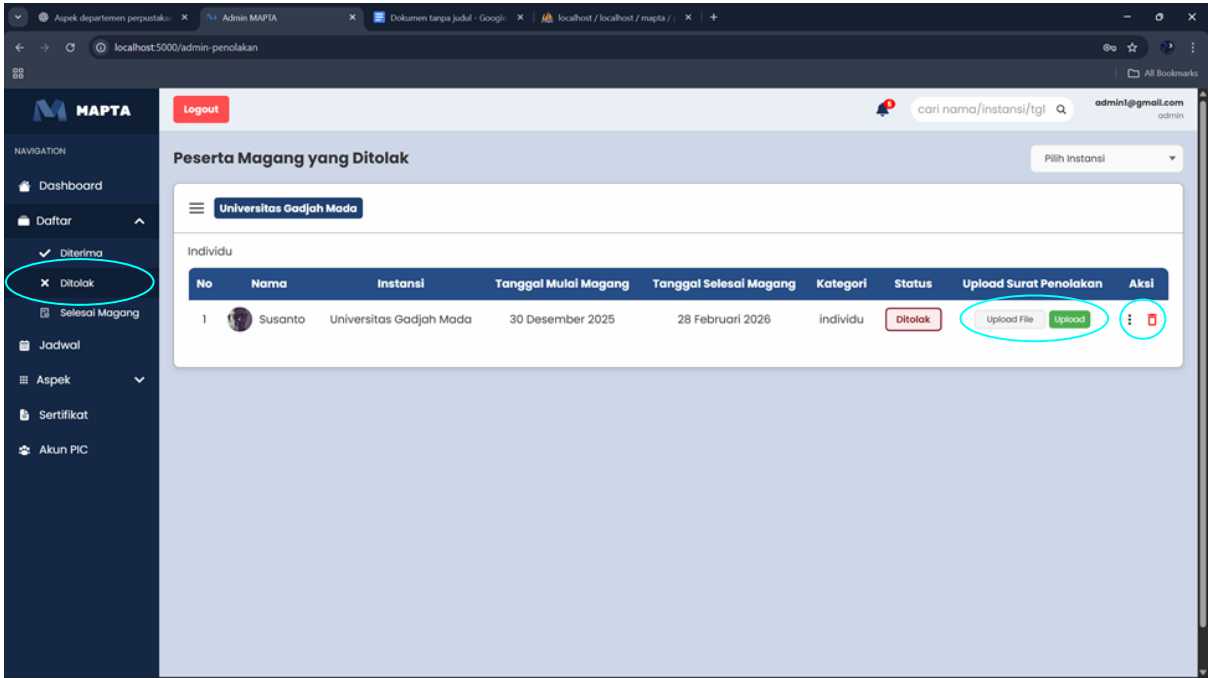 Aspek departemen perpustaka
Admin MAPTA
Dokumen tanpa judul - Google
localhost / localhost / mapta /
localhost:5000/admin-penolakan
All Bookmarks
MAPTA
Logout
6
cari nama/instansi/tgl
admin1@gmail.com
admin
NAVIGATION
Dashboard
Daftar
Diterima
Ditolak
Selesai Magang
Jadwal
Aspek
Sertifikat
Akun PIC
Peserta Magang yang Ditolak
Pilih Instansi
Universitas Gadjah Mada
Individu
No Nama Instansi Tanggal Mulai Magang Tanggal Selesai Magang Kategori Status Upload Surat Penolakan Aksi
1 Susanto Universitas Gadjah Mada 30 Desember 2025 28 Februari 2026 individu Ditolak Upload File Upload